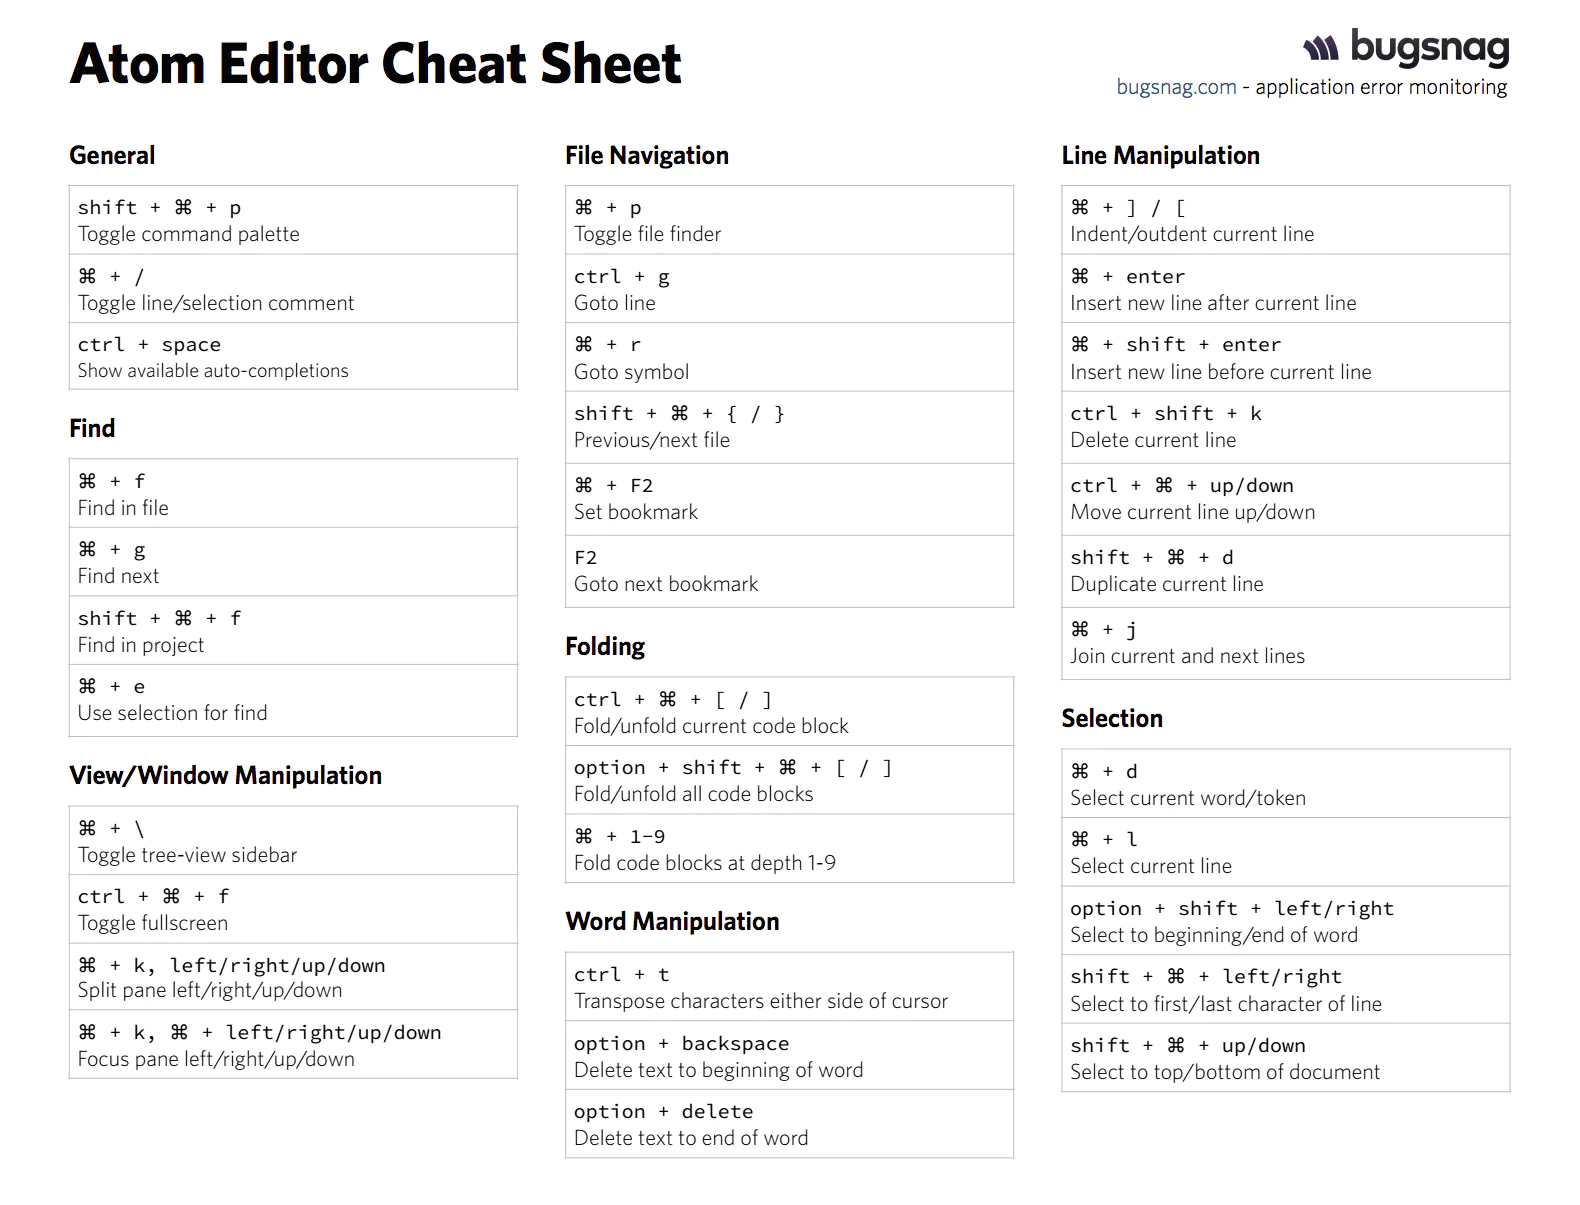 Atom Editor Cheat Sheet
bugsnag
bugsnag.com - application error monitoring
General
shift + ⌘ + p
Toggle command palette
⌘ + /
Toggle line/selection comment
ctrl + space
Show available auto-completions
Find
⌘ + f
Find in file
⌘ + g
Find next
shift + ⌘ + f
Find in project
⌘ + e
Use selection for find
View/Window Manipulation
⌘ + \
Toggle tree-view sidebar
ctrl + ⌘ + f
Toggle fullscreen
⌘ + k, left/right/up/down
Split pane left/right/up/down
⌘ + k, ⌘ + left/right/up/down
Focus pane left/right/up/down
File Navigation
⌘ + p
Toggle file finder
ctrl + g
Goto line
⌘ + r
Goto symbol
shift + ⌘ + { / }
Previous/next file
⌘ + F2
Set bookmark
F2
Goto next bookmark
Folding
ctrl + ⌘ + [ / ]
Fold/unfold current code block
option + shift + ⌘ + [ / ]
Fold/unfold all code blocks
⌘ + 1-9
Fold code blocks at depth 1-9
Word Manipulation
ctrl + t
Transpose characters either side of cursor
option + backspace
Delete text to beginning of word
option + delete
Delete text to end of word
Line Manipulation
⌘ + ] / [
Indent/outdent current line
⌘ + enter
Insert new line after current line
⌘ + shift + enter
Insert new line before current line
ctrl + shift + k
Delete current line
ctrl + ⌘ + up/down
Move current line up/down
shift + ⌘ + d
Duplicate current line
⌘ + j
Join current and next lines
Selection
⌘ + d
Select current word/token
⌘ + l
Select current line
option + shift + left/right
Select to beginning/end of word
shift + ⌘ + left/right
Select to first/last character of line
shift + ⌘ + up/down
Select to top/bottom of document